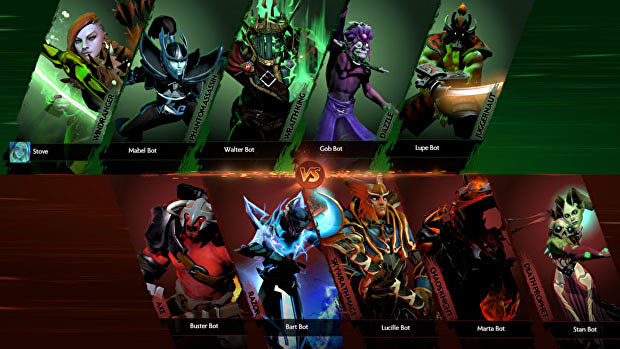 WINDRANGER
PHANTOM ASSASSIN
WRAITH KING
DAZZLE
JUGGERNAUT
Stove
Mabel Bot
Walter Bot
Gob Bot
Lupe Bot
VS
AXE
RAZOR
SKYWRATH MAGE
CHAOS KNIGHT
DEATH PROPHET
Buster Bot
Bart Bot
Lucille Bot
Marta Bot
Stan Bot